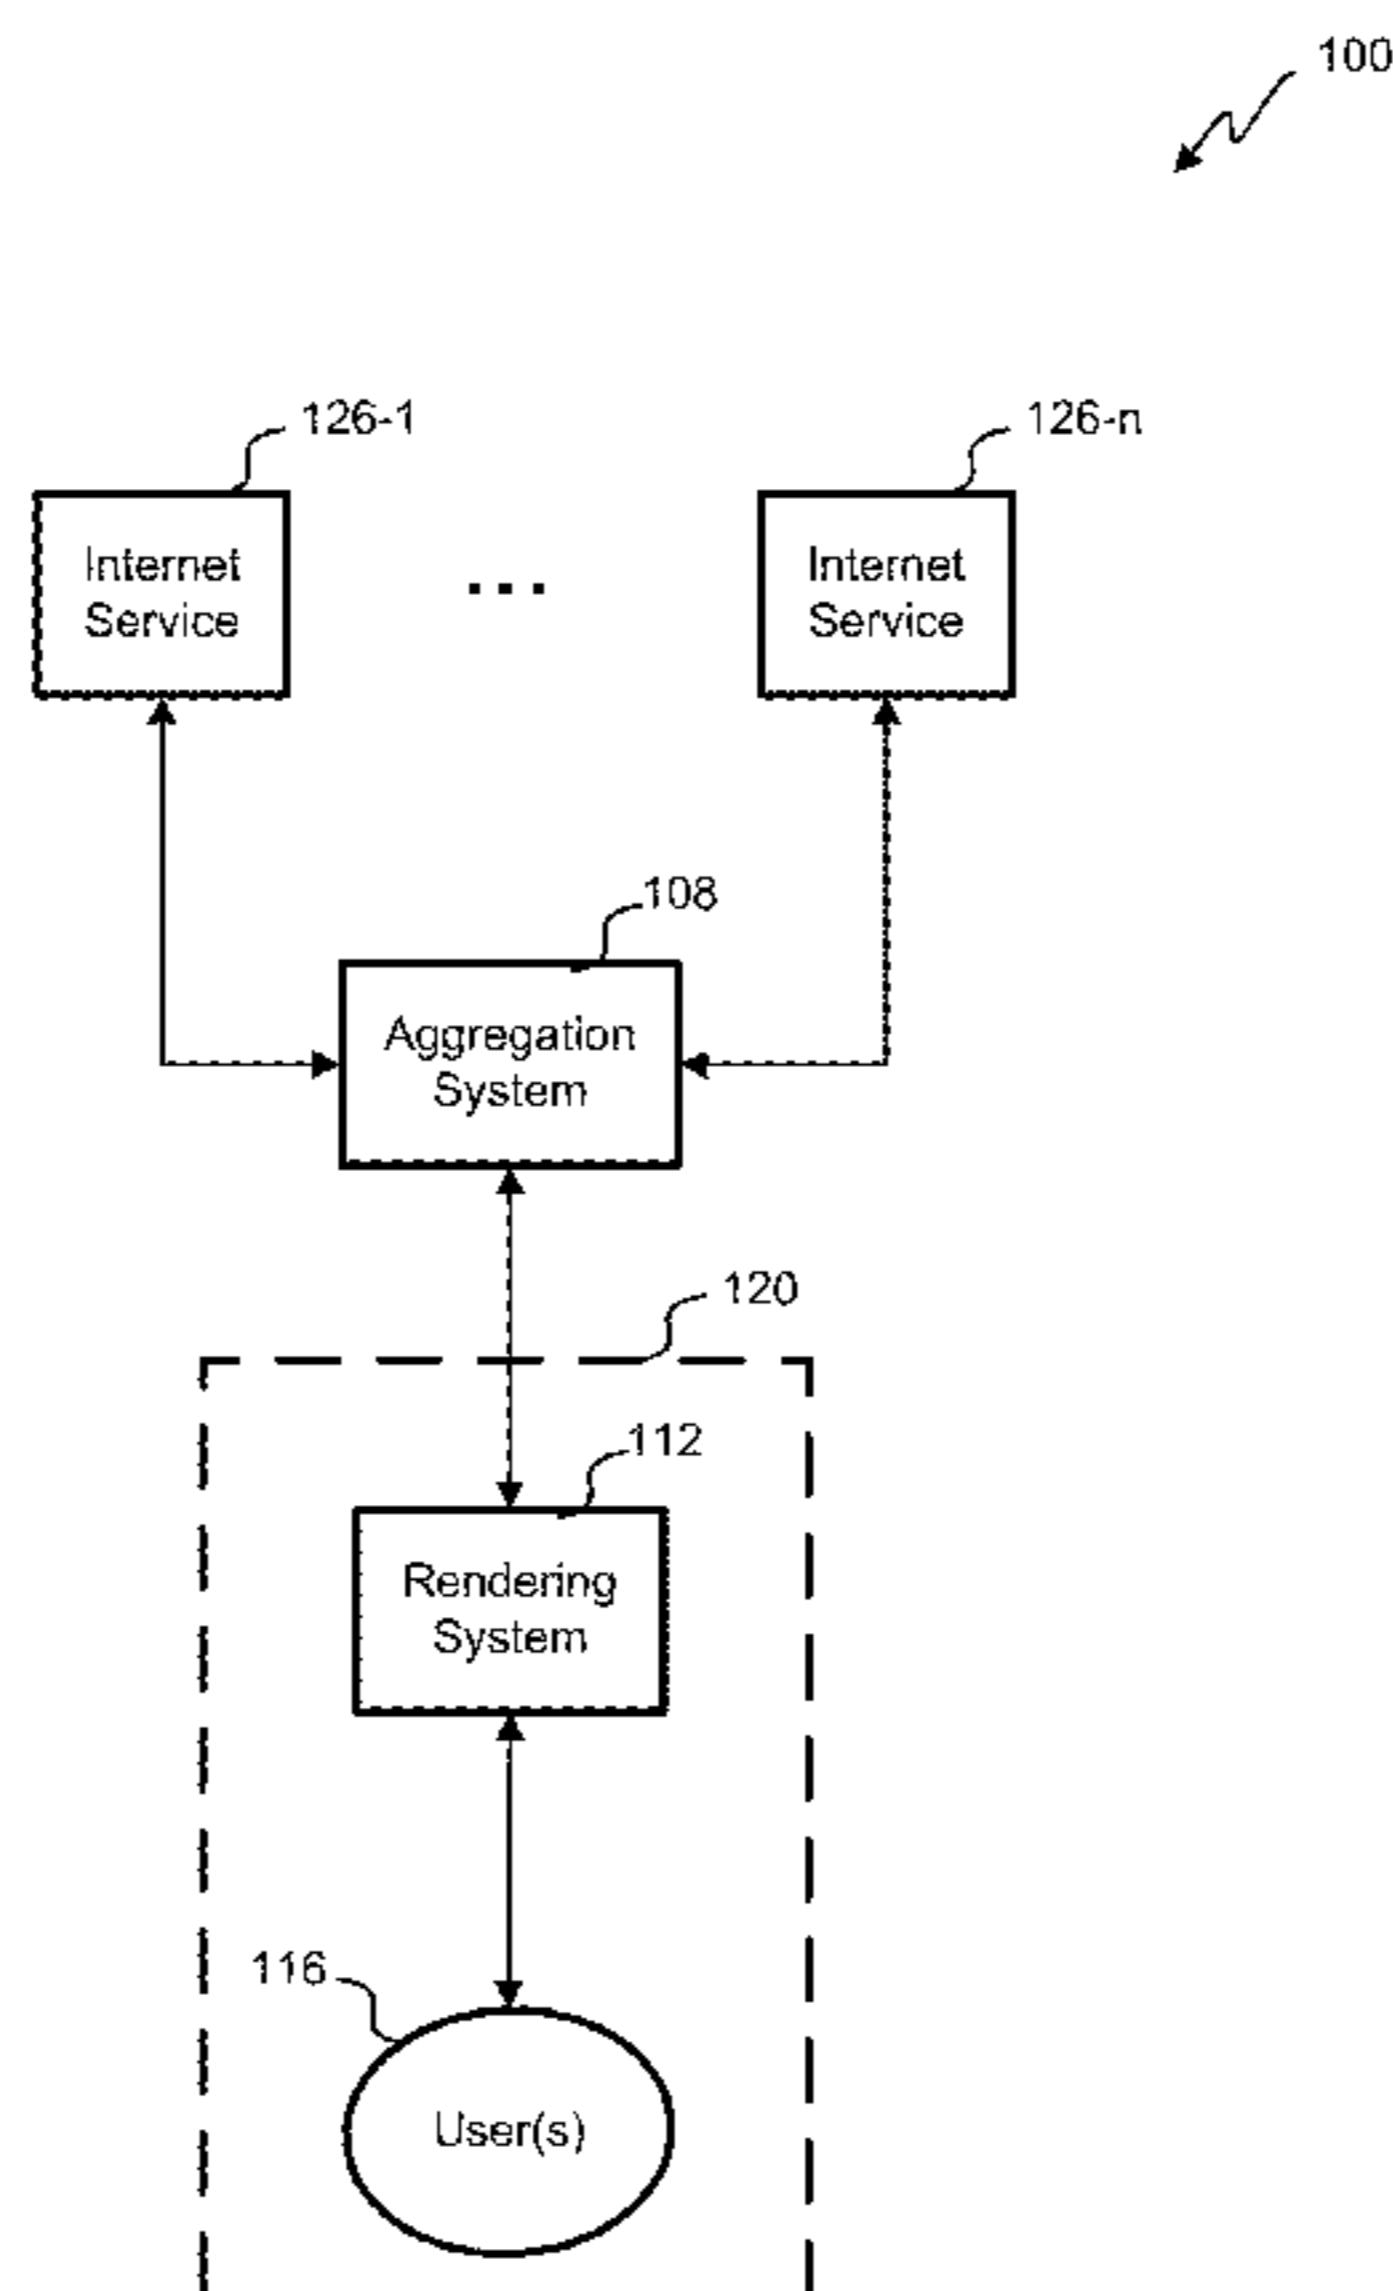 100
126-1
126-n
Internet
Service
...
Internet
Service
108
Aggregation
System
120
112
Rendering
System
116
User(s)